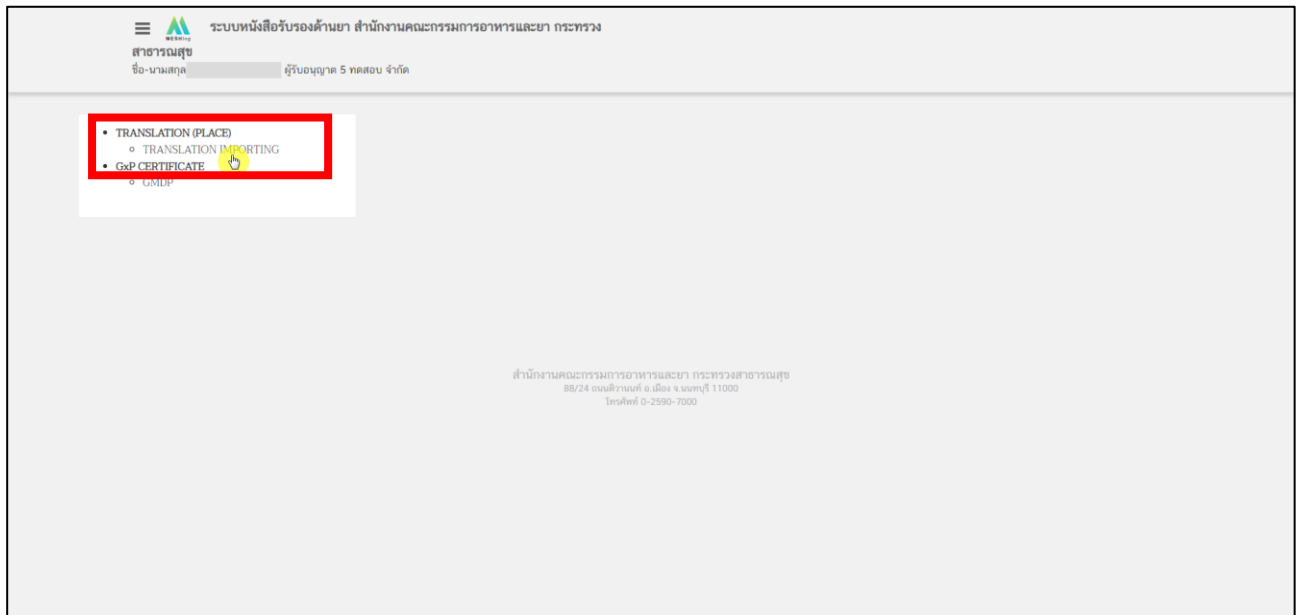 ระบบหนังสือรับรองด้านยา สำนักงานคณะกรรมการอาหารและยา กระทรวง
สาธารณสุข
ชื่อ-นามสกุล ผู้รับอนุญาต 5 ทดสอบ จำกัด
TRANSLATION (PLACE)
TRANSLATION IMPORTING
GxP CERTIFICATE
GMDP
สำนักงานคณะกรรมการอาหารและยา กระทรวงสาธารณสุข
88/24 ถนนติวานนท์ อ.เมือง จ.นนทบุรี 11000
โทรศัพท์ 0-2590-7000